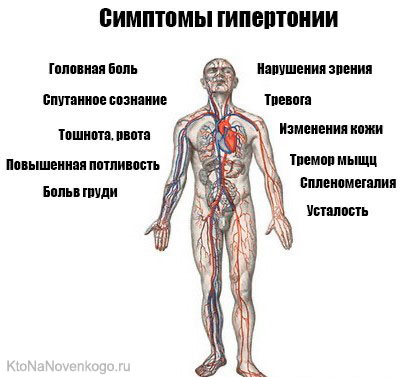 Симптомы гипертонии
Головная боль
Спутанное сознание
Тошнота, рвота
Повышенная потливость
Больв груди
Нарушения зрения
Тревога
Изменения кожи
Тремор мыщц
Спленомегалия
Усталость
KtoNaNovenkogo.ru